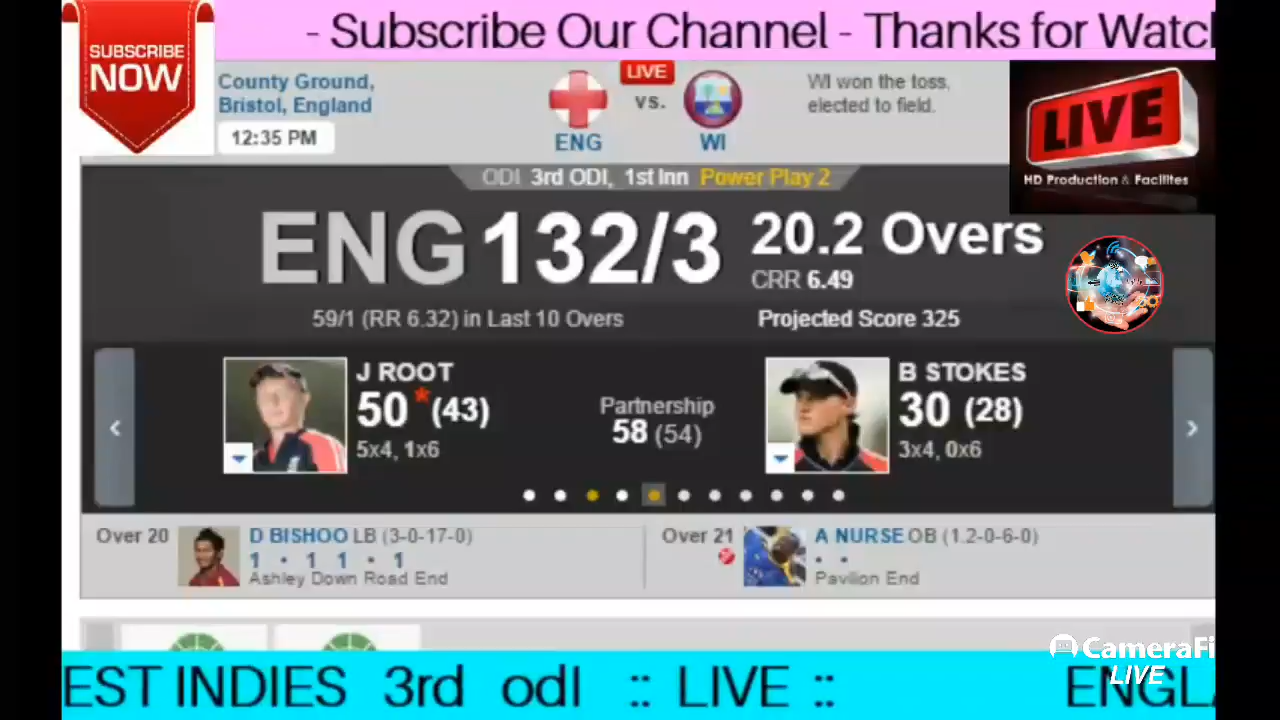 SUBSCRIBE
NOW
- Subscribe Our Channel - Thanks for Watch
County Ground,
Bristol, England
12:35 PM
LIVE
vs.
ENG
WI
WI won the toss,
elected to field.
LIVE
HD Production & Facilites
ODI 3rd ODI, 1st Inn Power Play 2
ENG 132/3
20.2 Overs
CRR 6.49
59/1 (RR 6.32) in Last 10 Overs
Projected Score 325
J ROOT
50*(43)
5x4, 1x6
Partnership
58 (54)
B STOKES
30 (28)
3x4, 0x6
Over 20
D BISHOO LB (3-0-17-0)
1 · 1 1 · 1
Ashley Down Road End
Over 21
A NURSE OB (1.2-0-6-0)
· ·
Pavilion End
CameraFi
LIVE
EST INDIES 3rd odI :: LIVE :: ENGLA